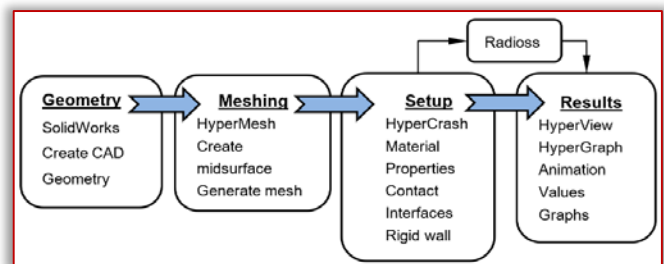 Radioss
Geometry
SolidWorks
Create CAD
Geometry
Meshing
HyperMesh
Create
midsurface
Generate mesh
Setup
HyperCrash
Material
Properties
Contact
Interfaces
Rigid wall
Results
HyperView
HyperGraph
Animation
Values
Graphs